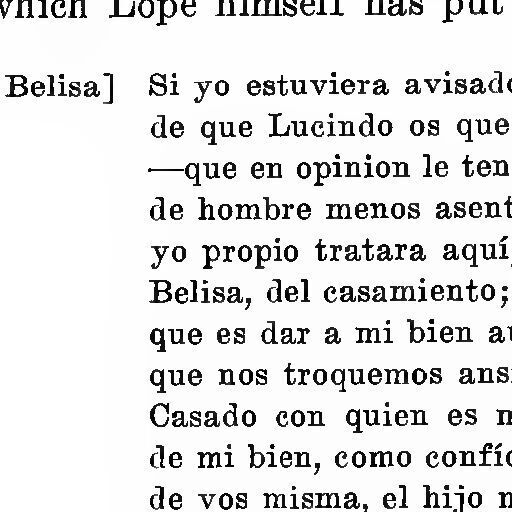 which Lope himself has put
Belisa] Si yo estuviera avisado
de que Lucindo os que
—que en opinion le ten
de hombre menos asent
yo propio tratara aquí,
Belisa, del casamiento;
que es dar a mi bien au
que nos troquemos ansi
Casado con quien es m
de mi bien, como confío
de vos misma, el hijo m